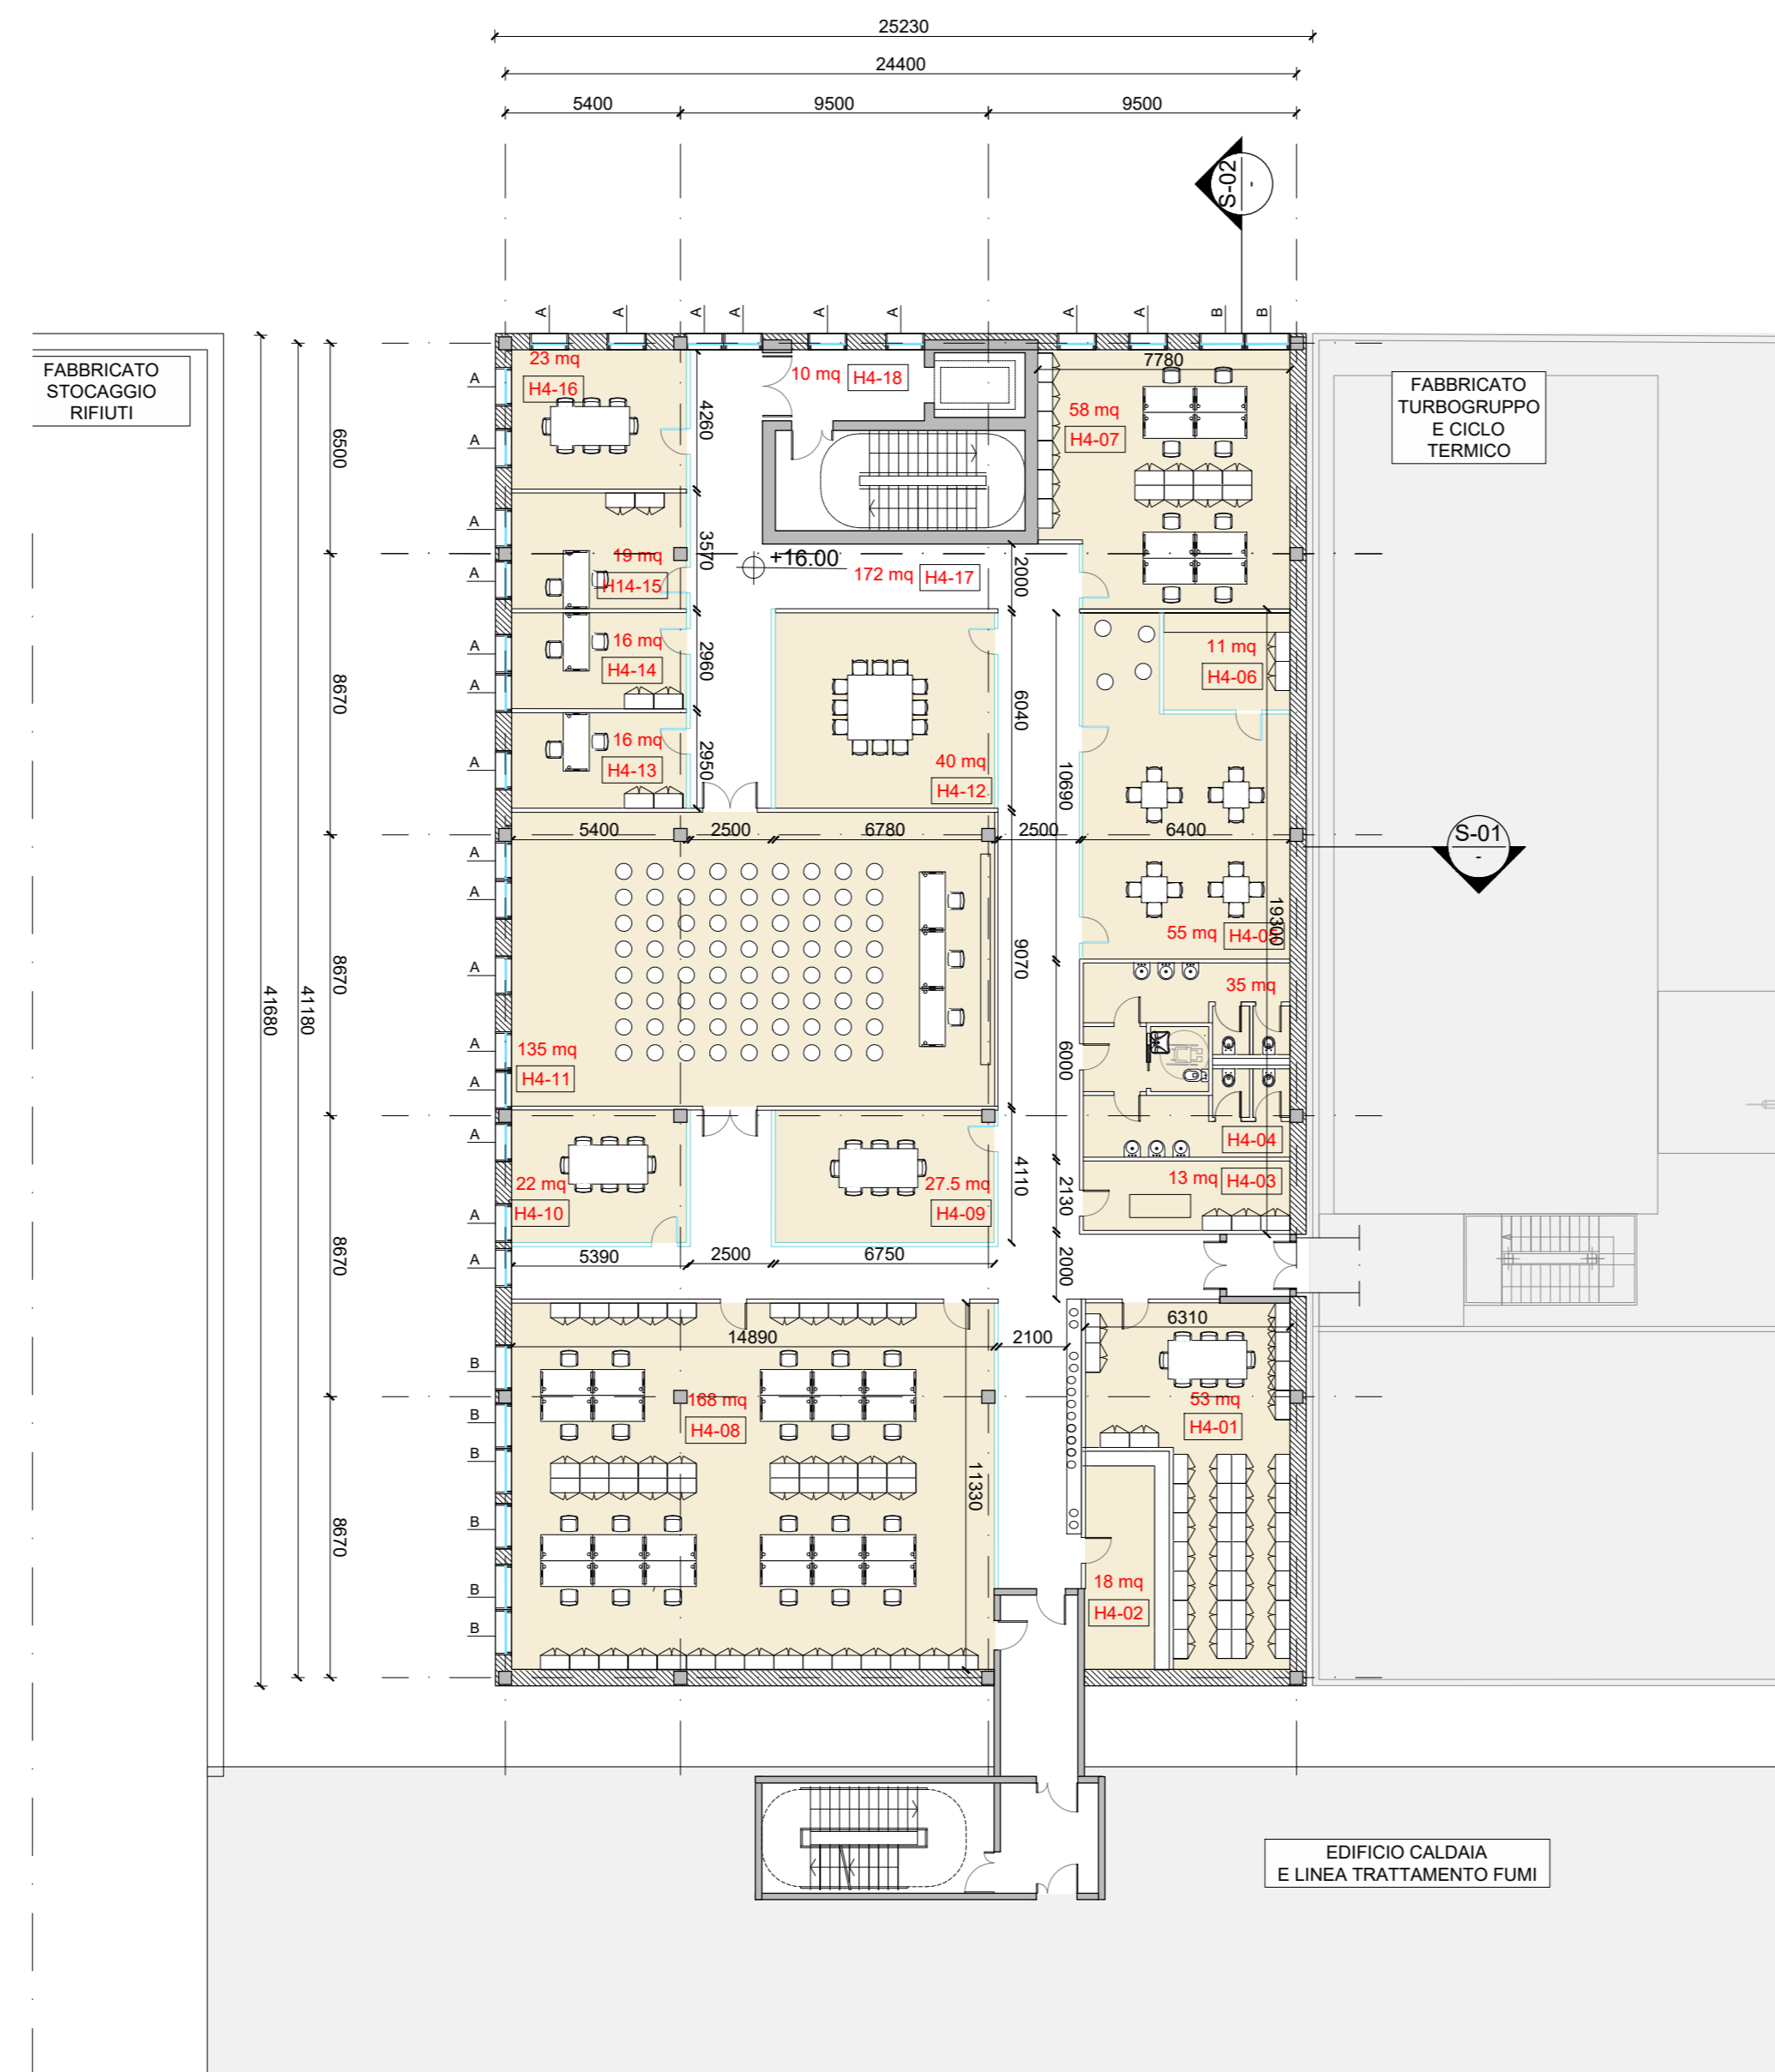 25230
24400
5400
9500
9500
S-02
-
A
A
A
A
A
A
A
A
B
B
FABBRICATO
STOCAGGIO
RIFIUTI
FABBRICATO
TURBOGRUPPO
E CICLO
TERMICO
23 mq
H4-16
10 mq
H4-18
7780
58 mq
H4-07
A
A
4260
6500
A
A
3570
19 mq
H14-15
+16.00
172 mq
H4-17
2000
A
A
16 mq
H4-14
2960
11 mq
H4-06
8670
6040
A
16 mq
H4-13
2950
40 mq
H4-12
10690
5400
2500
6780
2500
6400
S-01
-
A
A
A
8670
9070
19300
55 mq
H4-05
41680
41180
35 mq
A
A
135 mq
H4-11
6000
H4-04
A
A
22 mq
H4-10
27.5 mq
H4-09
4110
2130
13 mq
H4-03
A
8670
5390
2500
6750
2000
14890
2100
6310
B
B
B
168 mq
H4-08
53 mq
H4-01
11330
8670
B
B
B
18 mq
H4-02
EDIFICIO CALDAIA
E LINEA TRATTAMENTO FUMI